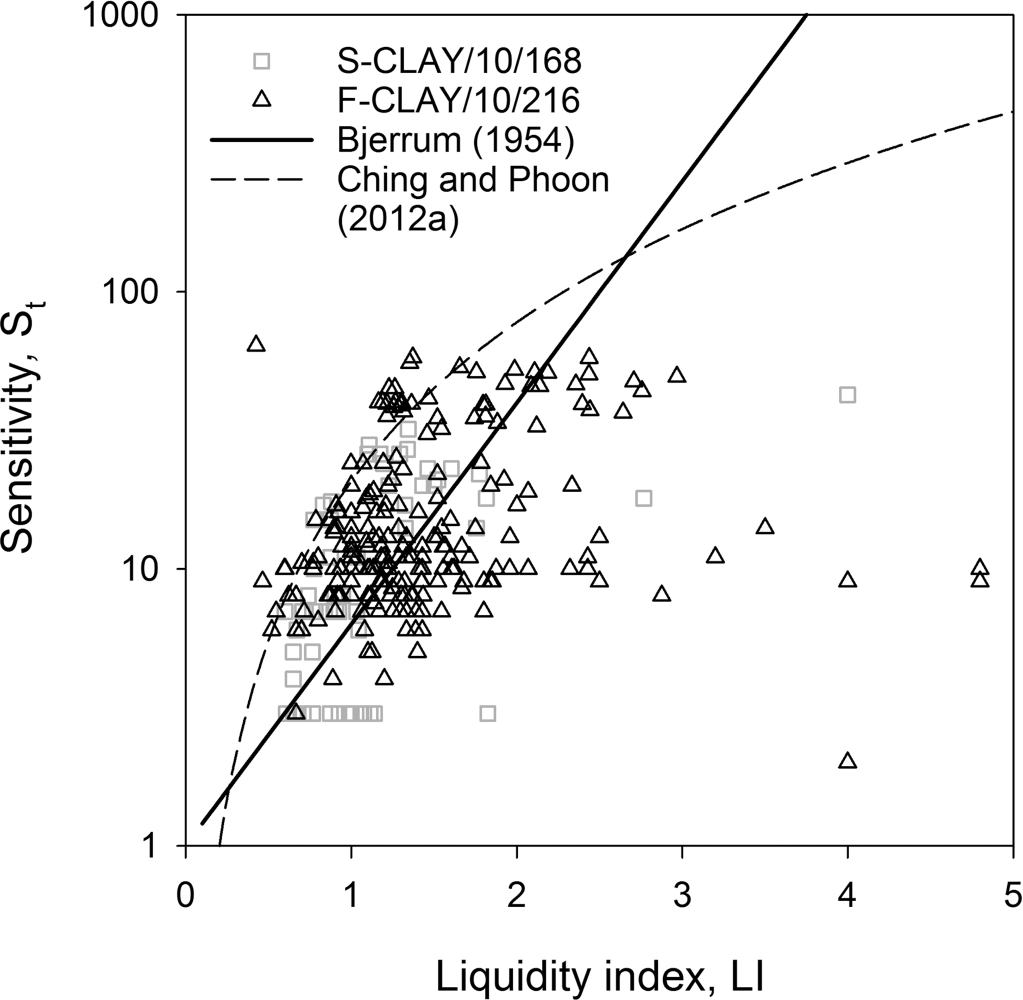 1000
S-CLAY/10/168
F-CLAY/10/216
Bjerrum (1954)
Ching and Phoon
(2012a)
100
Sensitivity, St
10
1
0 1 2 3 4 5
Liquidity index, LI